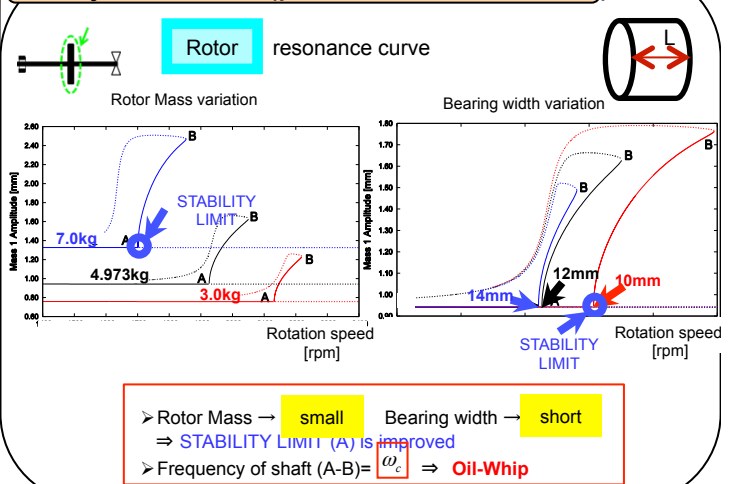 Rotor resonance curve
L
Rotor Mass variation
Bearing width variation
Mass 1 Amplitude [mm]
2.60
2.40
2.20
2.00
1.80
1.60
1.40
1.20
1.00
0.80
0.60
B
STABILITY
LIMIT
B
7.0kg
A
4.973kg
A
B
3.0kg
A
Rotation speed
[rpm]
Mass 1 Amplitude [mm]
1.80
1.70
1.60
1.50
1.40
1.30
1.20
1.10
1.00
0.90
B
B
B
12mm
14mm
10mm
A
STABILITY
LIMIT
Rotation speed
[rpm]
➢Rotor Mass → small Bearing width → short
⇒ STABILITY LIMIT (A) is improved
➢Frequency of shaft (A-B)= ω_c ⇒ Oil-Whip